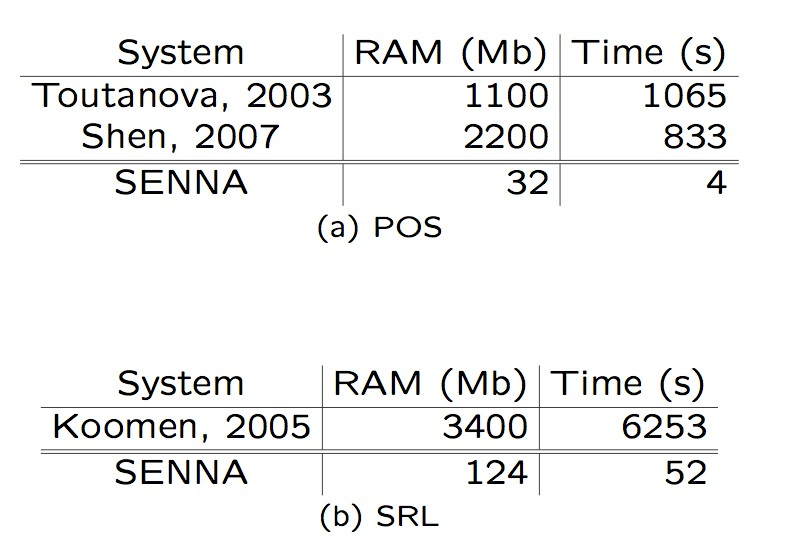 System RAM (Mb) Time (s)
Toutanova, 2003 1100 1065
Shen, 2007 2200 833
SENNA 32 4
(a) POS
System RAM (Mb) Time (s)
Koomen, 2005 3400 6253
SENNA 124 52
(b) SRL